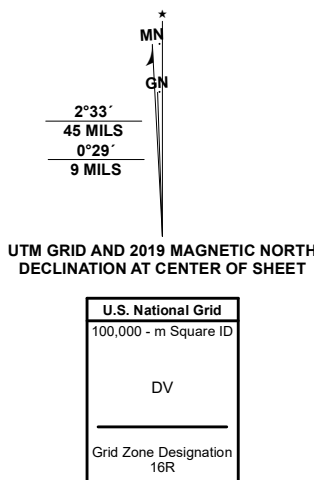 MN
GN
2°33´
45 MILS
0°29´
9 MILS
UTM GRID AND 2019 MAGNETIC NORTH
DECLINATION AT CENTER OF SHEET
U.S. National Grid
100,000 - m Square ID
DV
Grid Zone Designation
16R